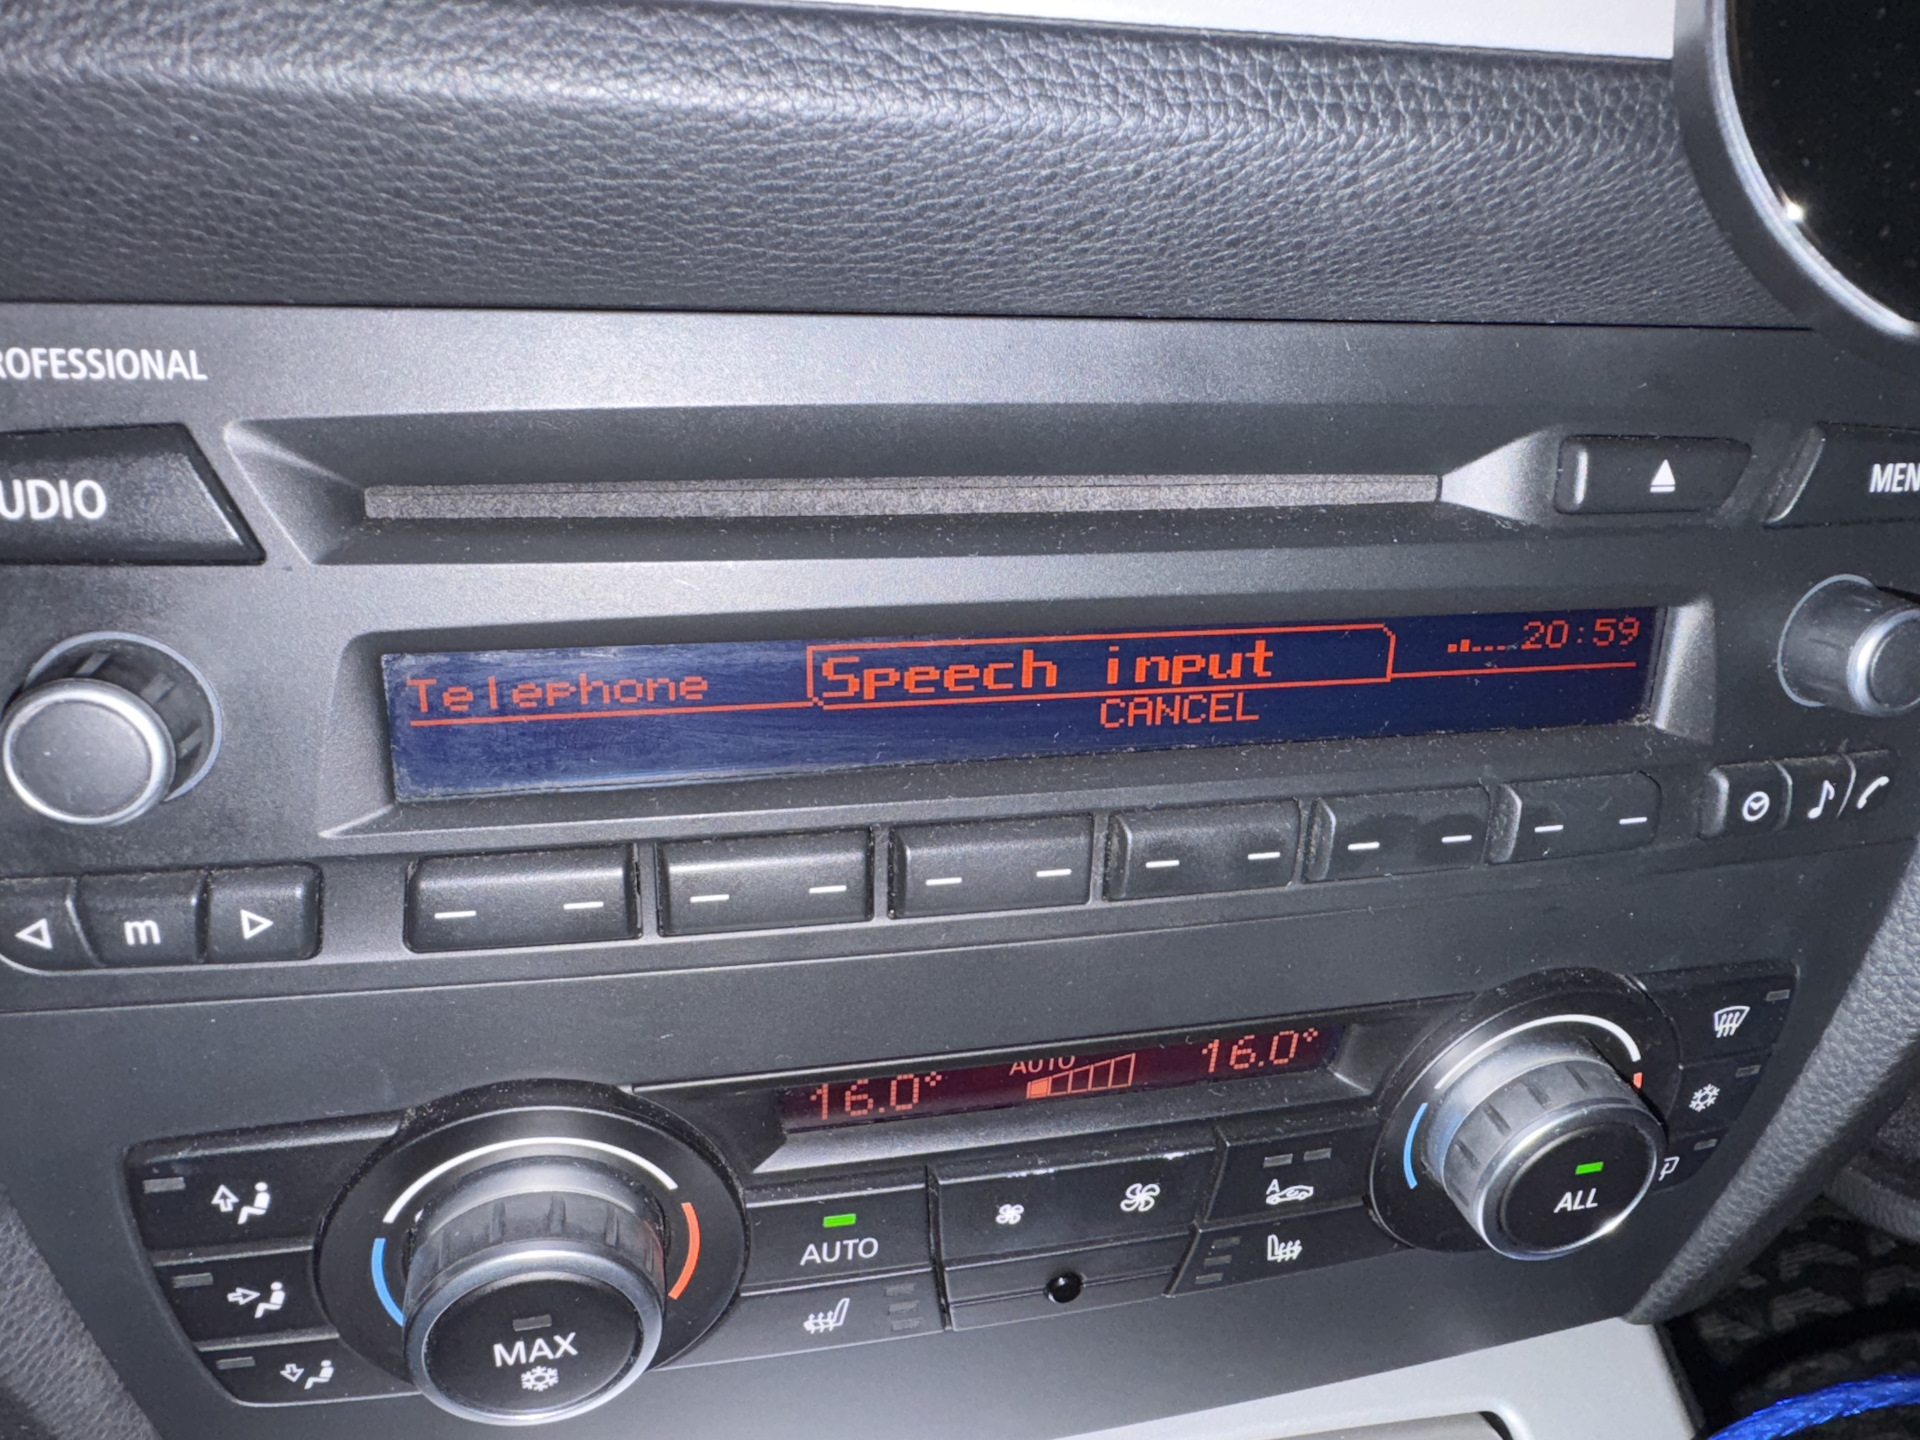 ROFESSIONAL
UDIO
MEN
Telephone Speech input 20:59
CANCEL
m
16.0° AUTO 16.0°
AUTO
A
ALL
MAX